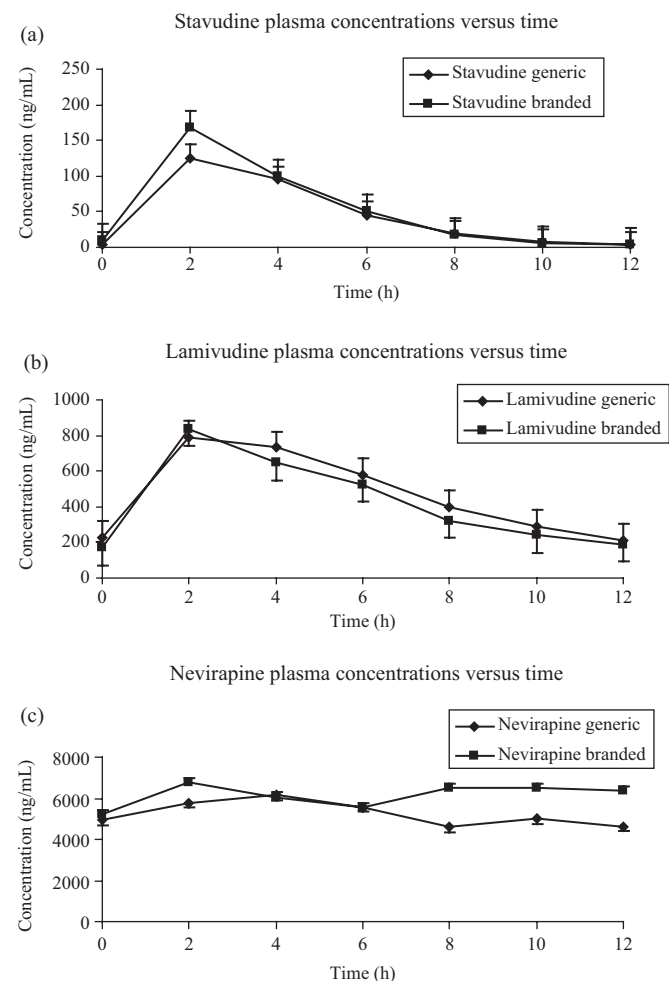 (a)
Stavudine plasma concentrations versus time
Concentration (ng/mL)
250
200
150
100
50
0
Stavudine generic
Stavudine branded
0 2 4 6 8 10 12
Time (h)
(b)
Lamivudine plasma concentrations versus time
Concentration (ng/mL)
1000
800
600
400
200
0
Lamivudine generic
Lamivudine branded
0 2 4 6 8 10 12
Time (h)
Nevirapine plasma concentrations versus time
(c)
Concentration (ng/mL)
8000
6000
4000
2000
0
Nevirapine generic
Nevirapine branded
0 2 4 6 8 10 12
Time (h)